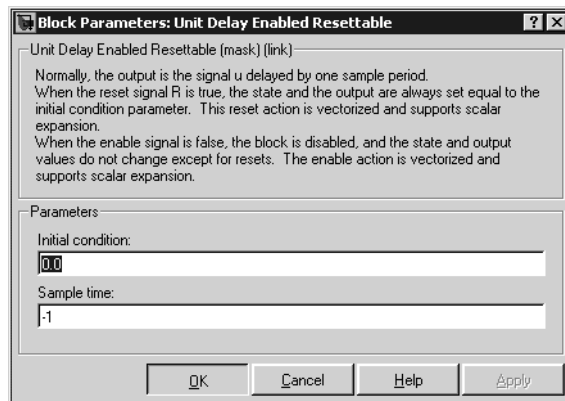 Block Parameters: Unit Delay Enabled Resettable
Unit Delay Enabled Resettable (mask) (link)
Normally, the output is the signal u delayed by one sample period.
When the reset signal R is true, the state and the output are always set equal to the
initial condition parameter.  This reset action is vectorized and supports scalar
expansion.
When the enable signal is false, the block is disabled, and the state and output
values do not change except for resets.  The enable action is vectorized and
supports scalar expansion.
Parameters
Initial condition:
0.0
Sample time:
-1
OK Cancel Help Apply